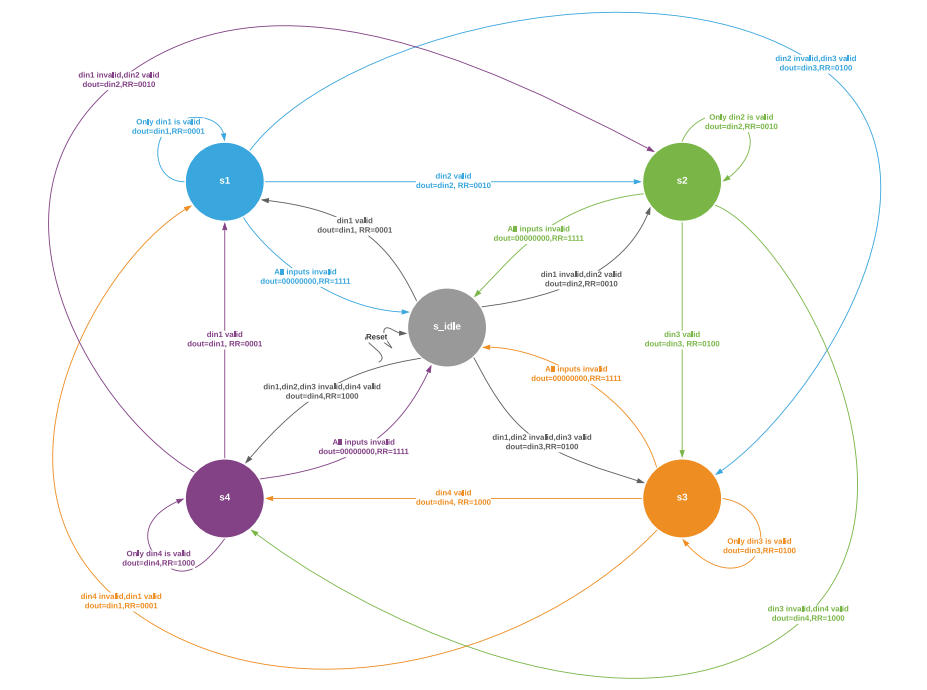 din1 invalid,din2 valid
dout=din2,RR=0010
din2 invalid,din3 valid
dout=din3,RR=0100
Only din1 is valid
dout=din1,RR=0001
Only din2 is valid
dout=din2,RR=0010
s1
din2 valid
dout=din2, RR=0010
s2
din1 valid
dout=din1, RR=0001
All inputs invalid
dout=00000000,RR=1111
All inputs invalid
dout=00000000,RR=1111
din1 invalid,din2 valid
dout=din2,RR=0010
s_idle
Reset
din1 valid
dout=din1, RR=0001
din3 valid
dout=din3, RR=0100
All inputs invalid
dout=00000000,RR=1111
din1,din2,din3 invalid,din4 valid
dout=din4,RR=1000
All inputs invalid
dout=00000000,RR=1111
din1,din2 invalid,din3 valid
dout=din3,RR=0100
s4
din4 valid
dout=din4, RR=1000
s3
Only din4 is valid
dout=din4,RR=1000
Only din3 is valid
dout=din3,RR=0100
din4 invalid,din1 valid
dout=din1,RR=0001
din3 invalid,din4 valid
dout=din4,RR=1000